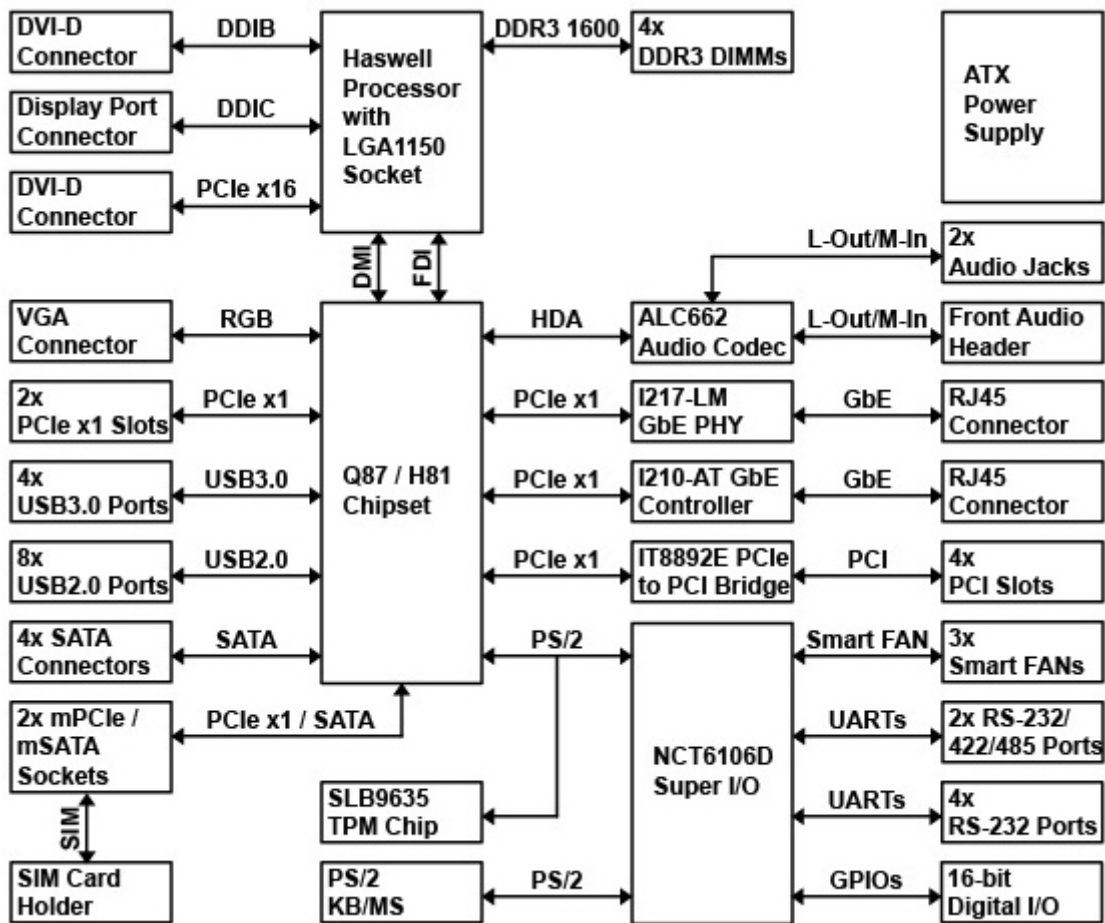 DVI-D
Connector
DDIB
Haswell
Processor
with
LGA1150
Socket
DDR3 1600
4x
DDR3 DIMMs
ATX
Power
Supply
Display Port
Connector
DDIC
DVI-D
Connector
PCIe x16
DMI
FDI
L-Out/M-In
2x
Audio Jacks
VGA
Connector
RGB
Q87 / H81
Chipset
HDA
ALC662
Audio Codec
L-Out/M-In
Front Audio
Header
2x
PCIe x1 Slots
PCIe x1
PCIe x1
I217-LM
GbE PHY
GbE
RJ45
Connector
4x
USB3.0 Ports
USB3.0
PCIe x1
I210-AT GbE
Controller
GbE
RJ45
Connector
8x
USB2.0 Ports
USB2.0
PCIe x1
IT8892E PCIe
to PCI Bridge
PCI
4x
PCI Slots
4x SATA
Connectors
SATA
PS/2
NCT6106D
Super I/O
Smart FAN
3x
Smart FANs
2x mPCIe /
mSATA
Sockets
PCIe x1 / SATA
UARTs
2x RS-232/
422/485 Ports
SIM
SLB9635
TPM Chip
UARTs
4x
RS-232 Ports
SIM Card
Holder
PS/2
KB/MS
PS/2
GPIOs
16-bit
Digital I/O